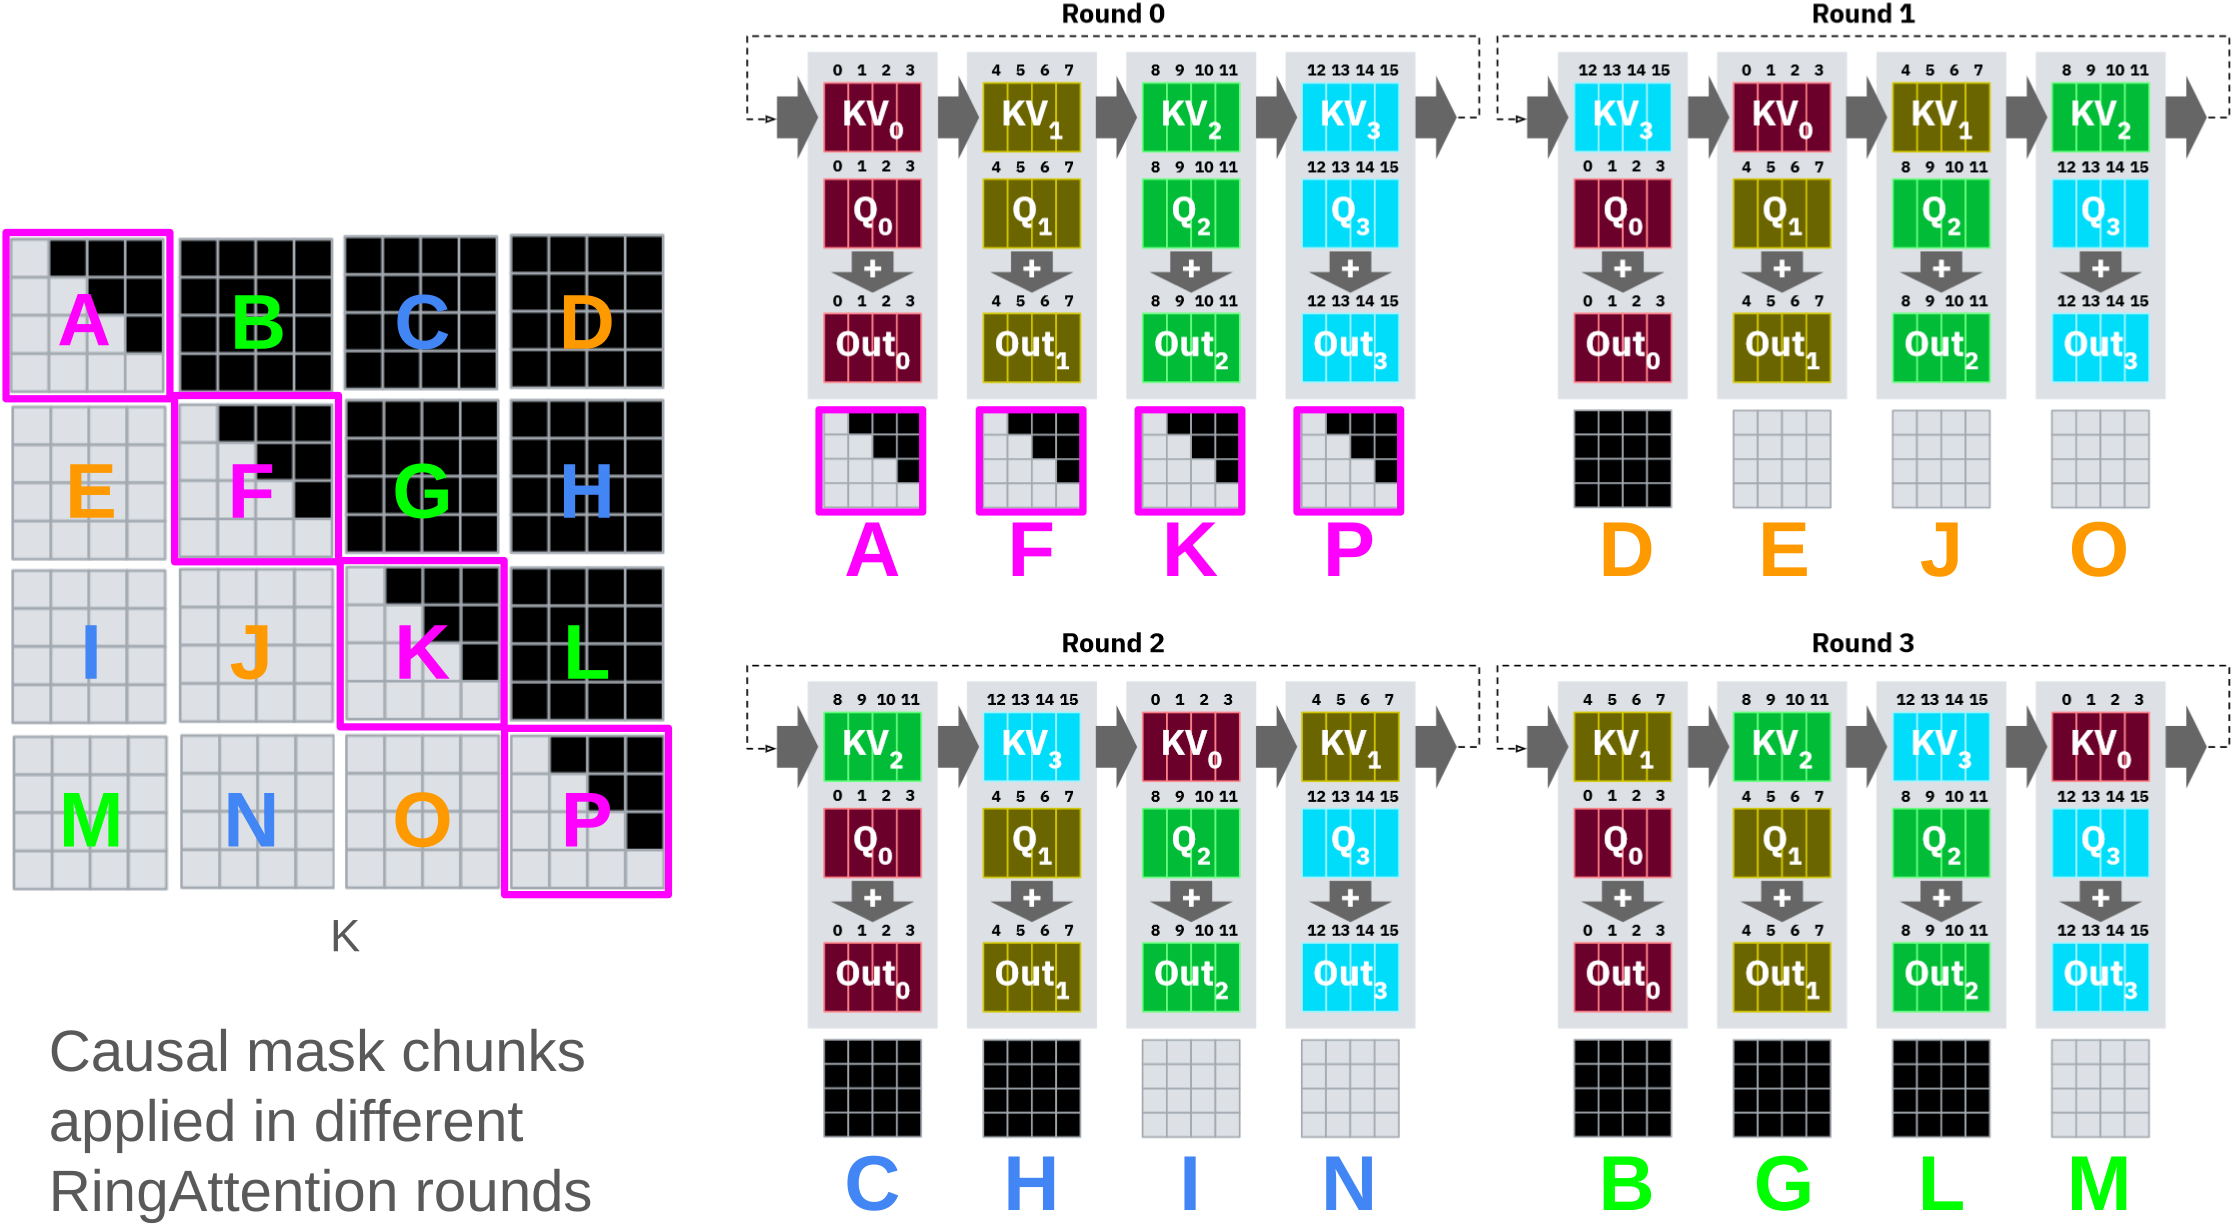 A B C D
E F G H
I J K L
M N O P
K
Causal mask chunks
applied in different
RingAttention rounds
Round 0
0 1 2 3 4 5 6 7 8 9 10 11 12 13 14 15
KV0 KV1 KV2 KV3
0 1 2 3 4 5 6 7 8 9 10 11 12 13 14 15
Q0 Q1 Q2 Q3
+ + + +
0 1 2 3 4 5 6 7 8 9 10 11 12 13 14 15
Out0 Out1 Out2 Out3
A F K P
Round 1
12 13 14 15 0 1 2 3 4 5 6 7 8 9 10 11
KV3 KV0 KV1 KV2
0 1 2 3 4 5 6 7 8 9 10 11 12 13 14 15
Q0 Q1 Q2 Q3
+ + + +
0 1 2 3 4 5 6 7 8 9 10 11 12 13 14 15
Out0 Out1 Out2 Out3
D E J O
Round 2
8 9 10 11 12 13 14 15 0 1 2 3 4 5 6 7
KV2 KV3 KV0 KV1
0 1 2 3 4 5 6 7 8 9 10 11 12 13 14 15
Q0 Q1 Q2 Q3
+ + + +
0 1 2 3 4 5 6 7 8 9 10 11 12 13 14 15
Out0 Out1 Out2 Out3
C H I N
Round 3
4 5 6 7 8 9 10 11 12 13 14 15 0 1 2 3
KV1 KV2 KV3 KV0
0 1 2 3 4 5 6 7 8 9 10 11 12 13 14 15
Q0 Q1 Q2 Q3
+ + + +
0 1 2 3 4 5 6 7 8 9 10 11 12 13 14 15
Out0 Out1 Out2 Out3
B G L M